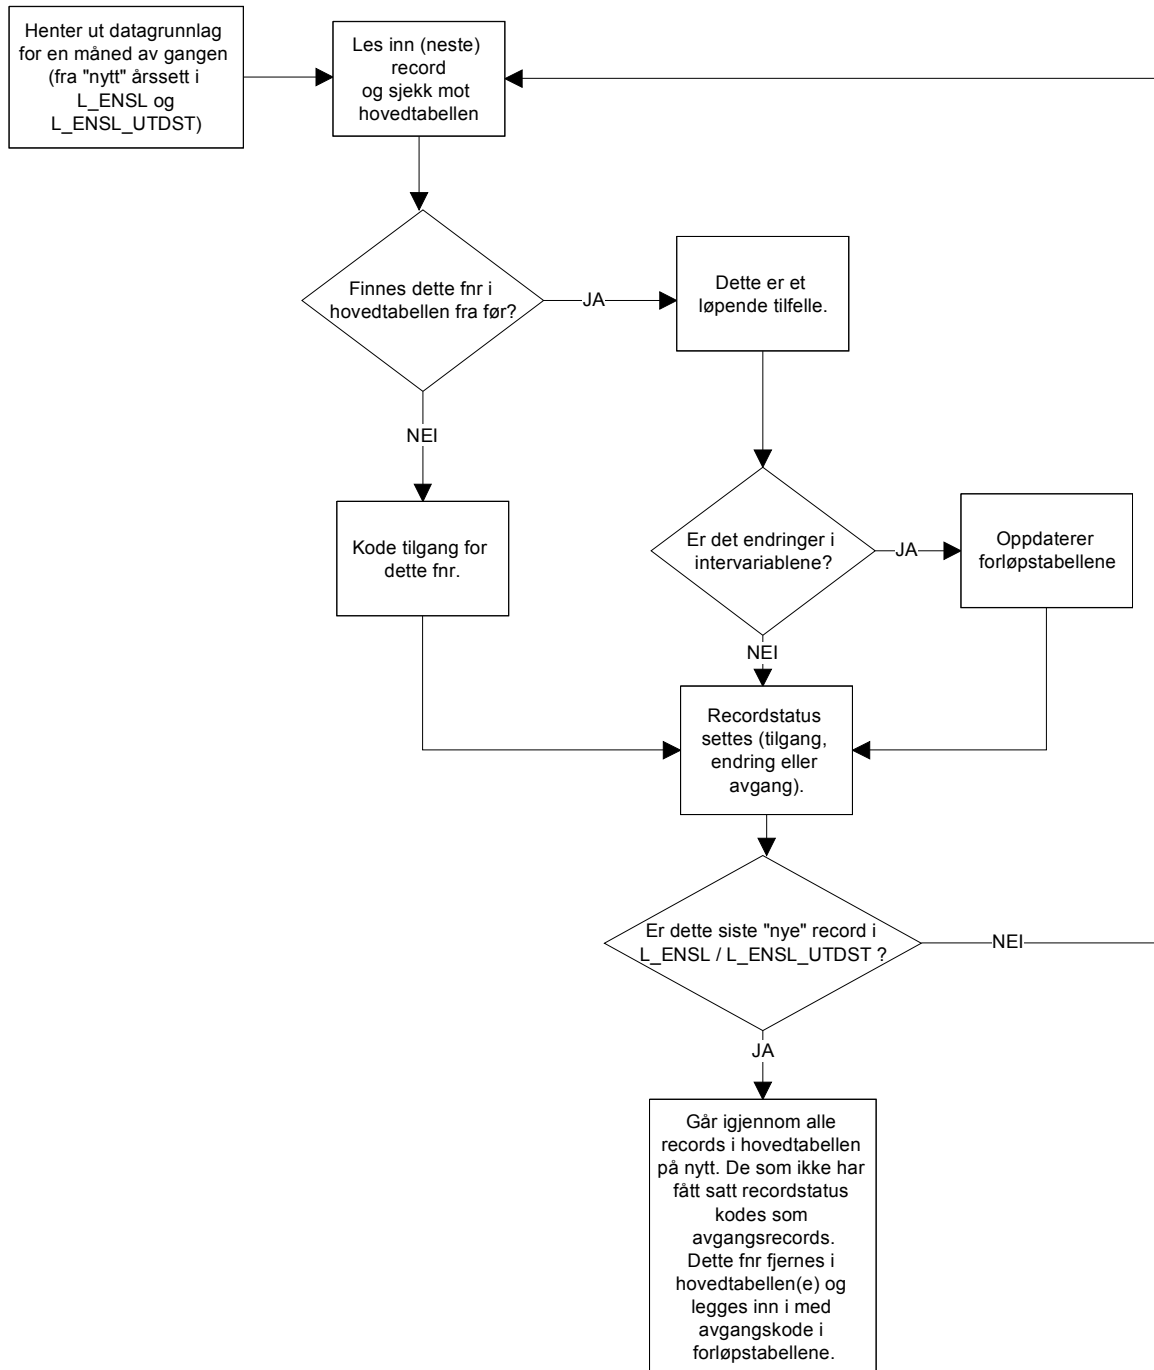 Henter ut datagrunnlag
for en måned av gangen
(fra "nytt" årssett i
L_ENSL og
L_ENSL_UTDST)
Les inn (neste)
record
og sjekk mot
hovedtabellen
Finnes dette fnr i
hovedtabellen fra før?
JA
Dette er et
løpende tilfelle.
NEI
Kode tilgang for
dette fnr.
Er det endringer i
intervariablene?
JA
Oppdaterer
forløpstabellene
NEI
Recordstatus
settes (tilgang,
endring eller
avgang).
Er dette siste "nye" record i
L_ENSL / L_ENSL_UTDST ?
NEI
JA
Går igjennom alle
records i hovedtabellen
på nytt. De som ikke har
fått satt recordstatus
kodes som
avgangsrecords.
Dette fnr fjernes i
hovedtabellen(e) og
legges inn i med
avgangskode i
forløpstabellene.